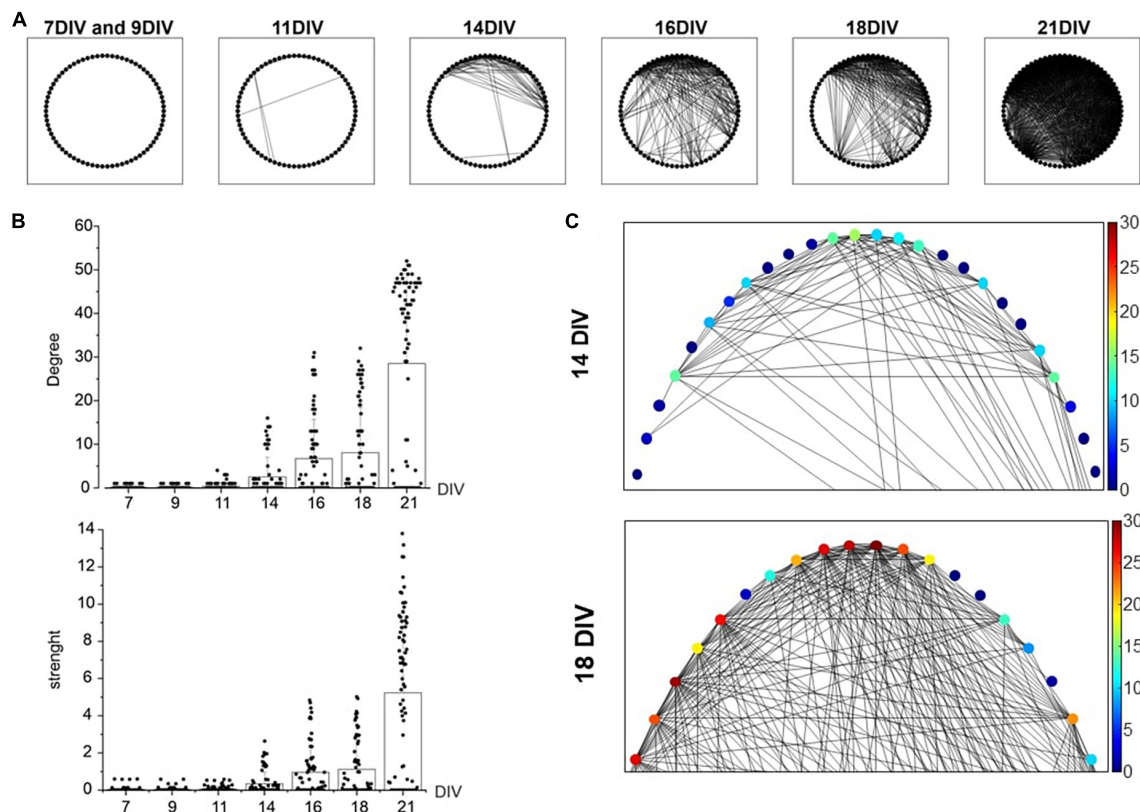 A
7DIV and 9DIV 11DIV 14DIV 16DIV 18DIV 21DIV
B
60
50
40
30
20
10
0
Degree
7 9 11 14 16 18 21 DIV
14
12
10
8
6
4
2
0
strenght
7 9 11 14 16 18 21 DIV
C
14 DIV
30
25
20
15
10
5
0
18 DIV
30
25
20
15
10
5
0